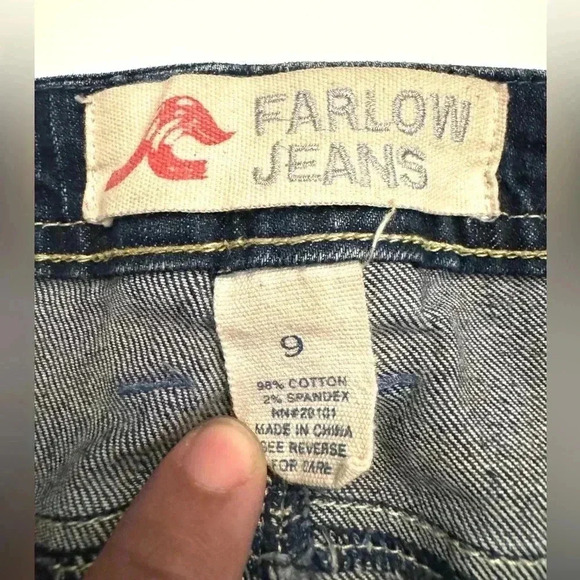 FARLOW
JEANS
9
98% COTTON
2% SPANDEX
RN#28101
MADE IN CHINA
SEE REVERSE
FOR CARE